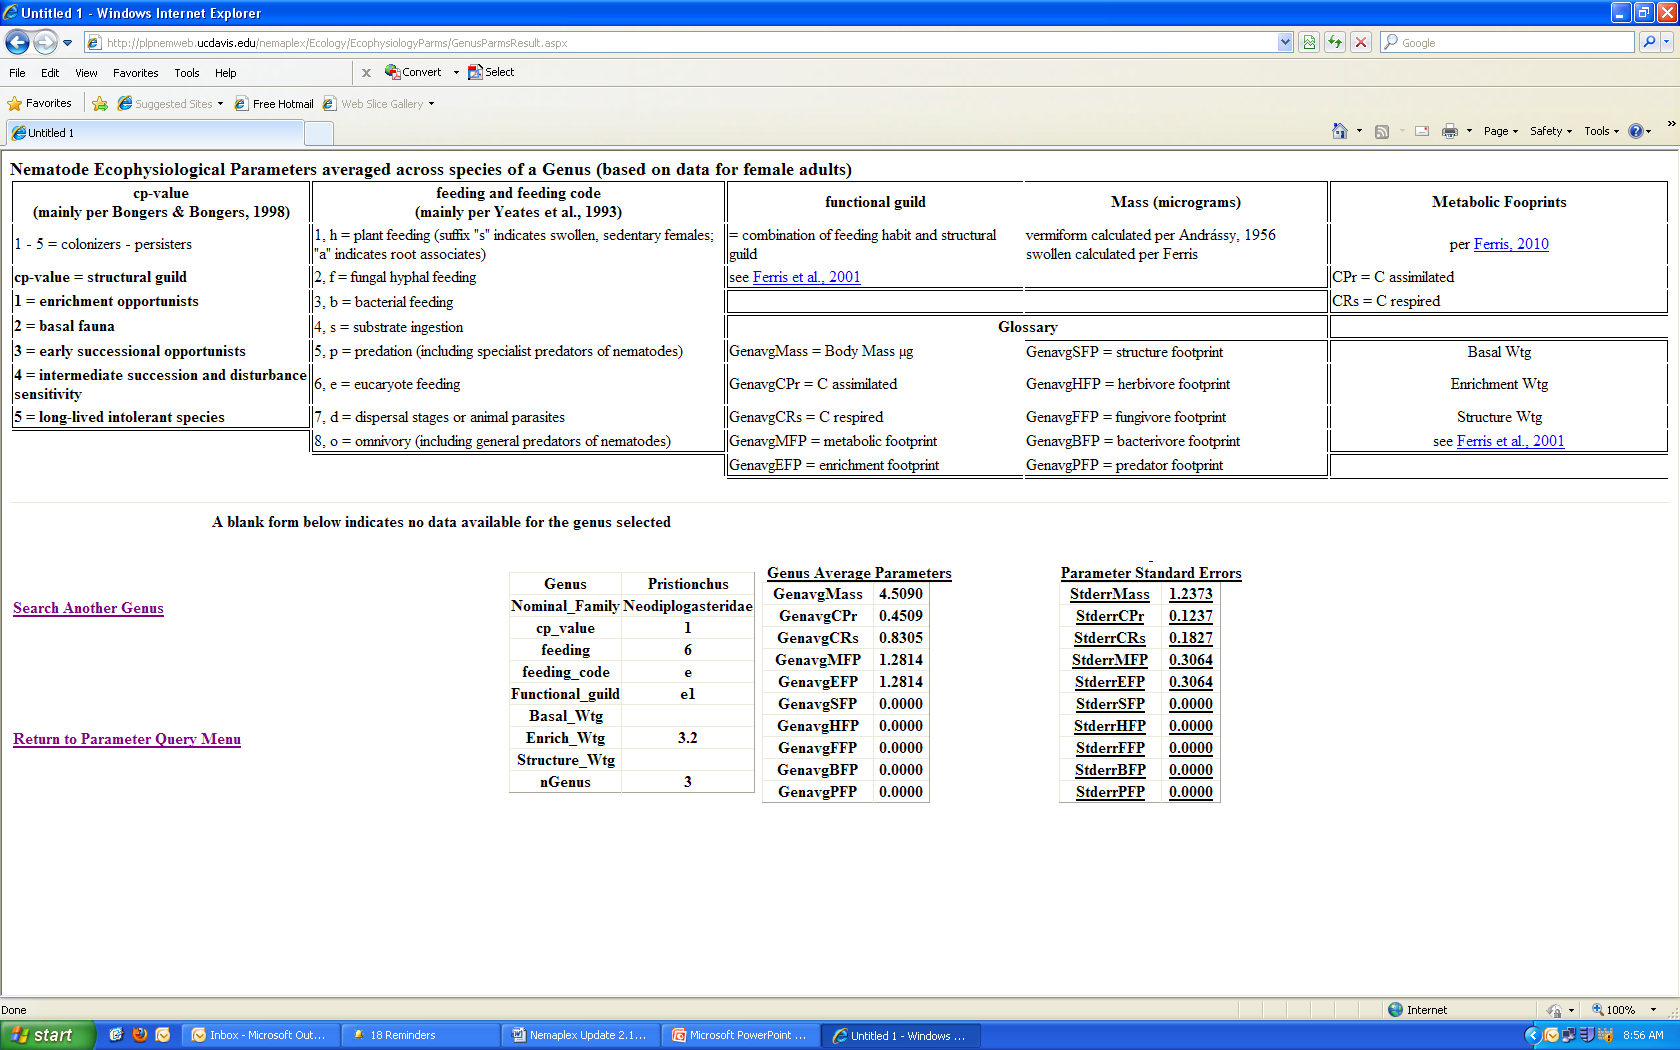 Untitled 1 - Windows Internet Explorer
http://plpnemweb.ucdavis.edu/nemaplex/Ecology/EcophysiologyParms/GenusParmsResult.aspx
Google
File Edit View Favorites Tools Help
x Convert Select
Favorites Suggested Sites Free Hotmail Web Slice Gallery
Untitled 1
Page Safety Tools »
Nematode Ecophysiological Parameters averaged across species of a Genus (based on data for female adults)
cp-value
(mainly per Bongers & Bongers, 1998)
1 - 5 = colonizers - persisters
cp-value = structural guild
1 = enrichment opportunists
2 = basal fauna
3 = early successional opportunists
4 = intermediate succession and disturbance
sensitivity
5 = long-lived intolerant species
feeding and feeding code
(mainly per Yeates et al., 1993)
1, h = plant feeding (suffix "s" indicates swollen, sedentary females;
"a" indicates root associates)
2, f = fungal hyphal feeding
3, b = bacterial feeding
4, s = substrate ingestion
5, p = predation (including specialist predators of nematodes)
6, e = eucaryote feeding
7, d = dispersal stages or animal parasites
8, o = omnivory (including general predators of nematodes)
functional guild
= combination of feeding habit and structural
guild
see Ferris et al., 2001
Mass (micrograms)
vermiform calculated per Andrássy, 1956
swollen calculated per Ferris
Metabolic Fooprints
per Ferris, 2010
CPr = C assimilated
CRs = C respired
Glossary
GenavgMass = Body Mass µg
GenavgCPr = C assimilated
GenavgCRs = C respired
GenavgMFP = metabolic footprint
GenavgEFP = enrichment footprint
GenavgSFP = structure footprint
GenavgHFP = herbivore footprint
GenavgFFP = fungivore footprint
GenavgBFP = bacterivore footprint
GenavgPFP = predator footprint
Basal Wtg
Enrichment Wtg
Structure Wtg
see Ferris et al., 2001
A blank form below indicates no data available for the genus selected
Search Another Genus
Return to Parameter Query Menu
Genus Pristionchus
Nominal_Family Neodiplogasteridae
cp_value 1
feeding 6
feeding_code e
Functional_guild e1
Basal_Wtg
Enrich_Wtg 3.2
Structure_Wtg
nGenus 3
Genus Average Parameters
GenavgMass 4.5090
GenavgCPr 0.4509
GenavgCRs 0.8305
GenavgMFP 1.2814
GenavgEFP 1.2814
GenavgSFP 0.0000
GenavgHFP 0.0000
GenavgFFP 0.0000
GenavgBFP 0.0000
GenavgPFP 0.0000
Parameter Standard Errors
StderrMass 1.2373
StderrCPr 0.1237
StderrCRs 0.1827
StderrMFP 0.3064
StderrEFP 0.3064
StderrSFP 0.0000
StderrHFP 0.0000
StderrFFP 0.0000
StderrBFP 0.0000
StderrPFP 0.0000
Done Internet 100%
start Inbox - Microsoft Out... 18 Reminders Nemaplex Update 2.1... Microsoft PowerPoint ... Untitled 1 - Windows ... 8:56 AM